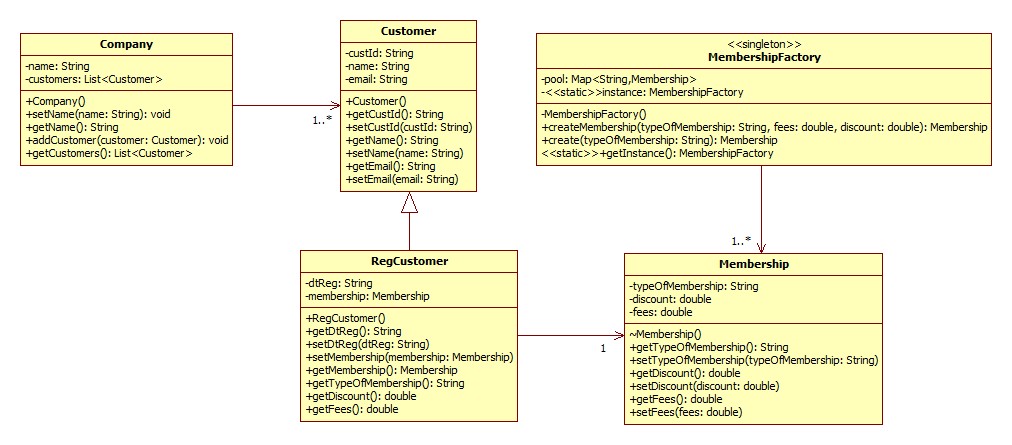 Company
-name: String
-customers: List<Customer>
+Company()
+setName(name: String): void
+getName(): String
+addCustomer(customer: Customer): void
+getCustomers(): List<Customer>
1..*
Customer
-custId: String
-name: String
-email: String
+Customer()
+getCustId(): String
+setCustId(custId: String)
+getName(): String
+setName(name: String)
+getEmail(): String
+setEmail(email: String)
<<singleton>>
MembershipFactory
-pool: Map<String,Membership>
-<<static>>instance: MembershipFactory
-MembershipFactory()
+createMembership(typeOfMembership: String, fees: double, discount: double): Membership
+create(typeOfMembership: String): Membership
<<static>>+getInstance(): MembershipFactory
1..*
RegCustomer
-dtReg: String
-membership: Membership
+RegCustomer()
+getDtReg(): String
+setDtReg(dtReg: String)
+setMembership(membership: Membership)
+getMembership(): Membership
+getTypeOfMembership(): String
+getDiscount(): double
+getFees(): double
1
Membership
-typeOfMembership: String
-discount: double
-fees: double
~Membership()
+getTypeOfMembership(): String
+setTypeOfMembership(typeOfMembership: String)
+getDiscount(): double
+setDiscount(discount: double)
+getFees(): double
+setFees(fees: double)